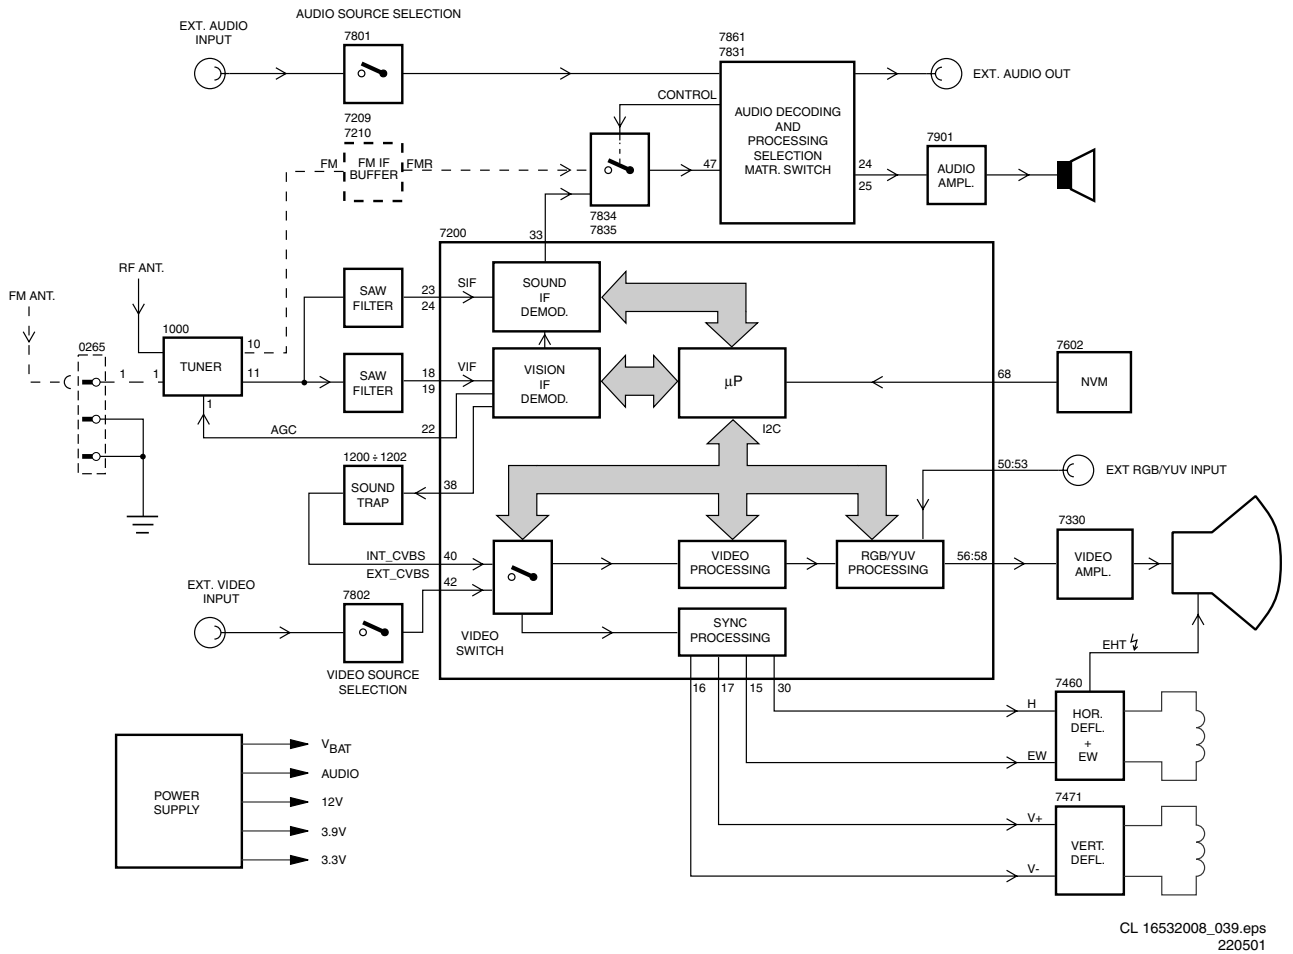 AUDIO SOURCE SELECTION
EXT. AUDIO
INPUT
7801
7861
7831
EXT. AUDIO OUT
CONTROL
AUDIO DECODING
AND
PROCESSING
SELECTION
MATR. SWITCH
7209
7210
FM
FM IF
BUFFER
FMR
47
24
25
7901
AUDIO
AMPL.
7834
7835
33
7200
RF ANT.
FM ANT.
0265
1
1
1000
TUNER
10
11
1
SAW
FILTER
23
24
SIF
SOUND
IF
DEMOD.
SAW
FILTER
18
19
VIF
VISION
IF
DEMOD.
µP
I2C
68
7602
NVM
AGC
22
1200 ÷ 1202
SOUND
TRAP
38
50:53
EXT RGB/YUV INPUT
INT_CVBS
40
EXT_CVBS
42
VIDEO
PROCESSING
RGB/YUV
PROCESSING
56:58
7330
VIDEO
AMPL.
EXT. VIDEO
INPUT
7802
VIDEO SOURCE
SELECTION
VIDEO
SWITCH
SYNC
PROCESSING
16
17
15
30
EHT
7460
H
EW
HOR.
DEFL.
+
EW
7471
V+
V-
VERT.
DEFL.
POWER
SUPPLY
VBAT
AUDIO
12V
3.9V
3.3V
CL 16532008_039.eps
220501